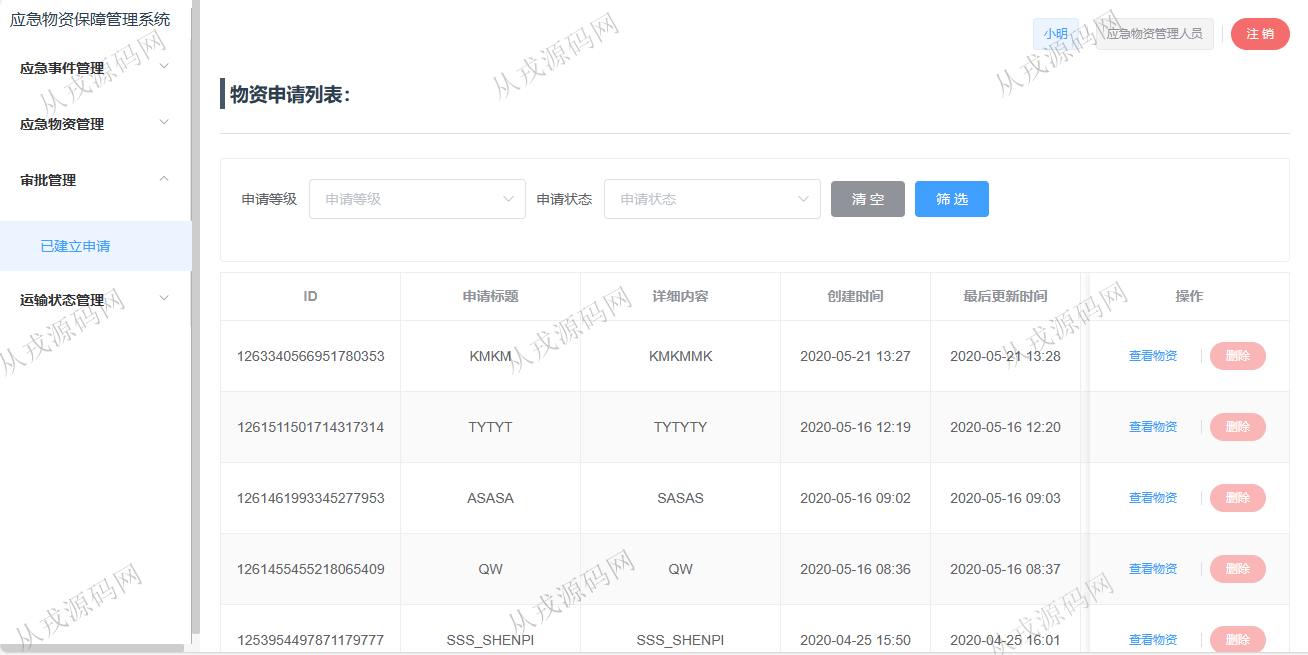 应急物资保障管理系统
小明 应急物资管理人员 注 销
应急事件管理
应急物资管理
审批管理
已建立申请
运输状态管理
物资申请列表：
申请等级 申请等级 申请状态 申请状态 清 空 筛 选
ID 申请标题 详细内容 创建时间 最后更新时间 操作
1263340566951780353 KMKM KMKMMK 2020-05-21 13:27 2020-05-21 13:28 查看物资 删除
1261511501714317314 TYTYT TYTYTY 2020-05-16 12:19 2020-05-16 12:20 查看物资 删除
1261461993345277953 ASASA SASAS 2020-05-16 09:02 2020-05-16 09:03 查看物资 删除
1261455455218065409 QW QW 2020-05-16 08:36 2020-05-16 08:37 查看物资 删除
1253954497871179777 SSS_SHENPI SSS_SHENPI 2020-04-25 15:50 2020-04-25 16:01 查看物资 删除
从戎源码网
从戎源码网
从戎源码网
从戎源码网
从戎源码网
从戎源码网
从戎源码网
从戎源码网
从戎源码网